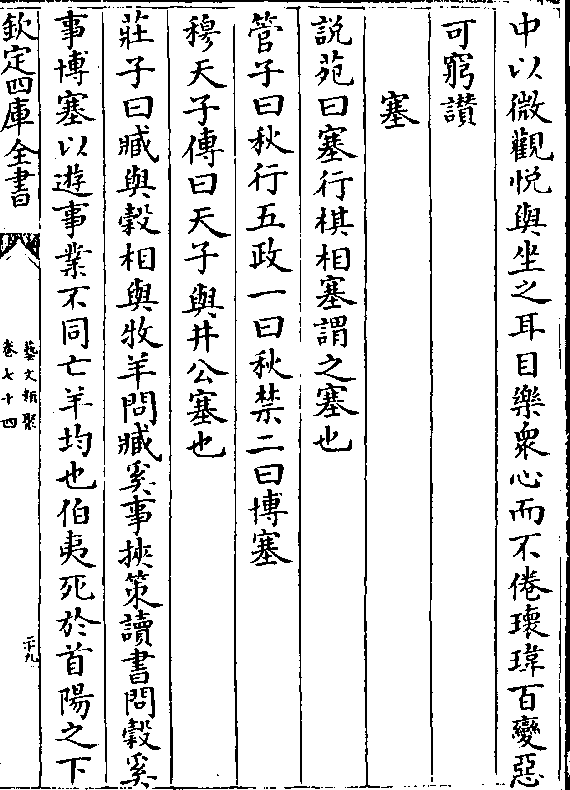 中以微觀悅與坐之耳目樂衆心而不倦瓌瑋百變惡
可窮讃
塞
說苑曰塞行棋相塞謂之塞也
管子曰秋行五政一曰秋禁二曰博塞
穆天子傳曰天子與井公塞也
莊子曰臧與榖相與牧羊問臧奚事挾策讀書問榖奚
事博塞以遊事業不同亡羊均也伯夷死於首陽之下
欽定四庫全書
藝文類聚
卷七十四
二十九